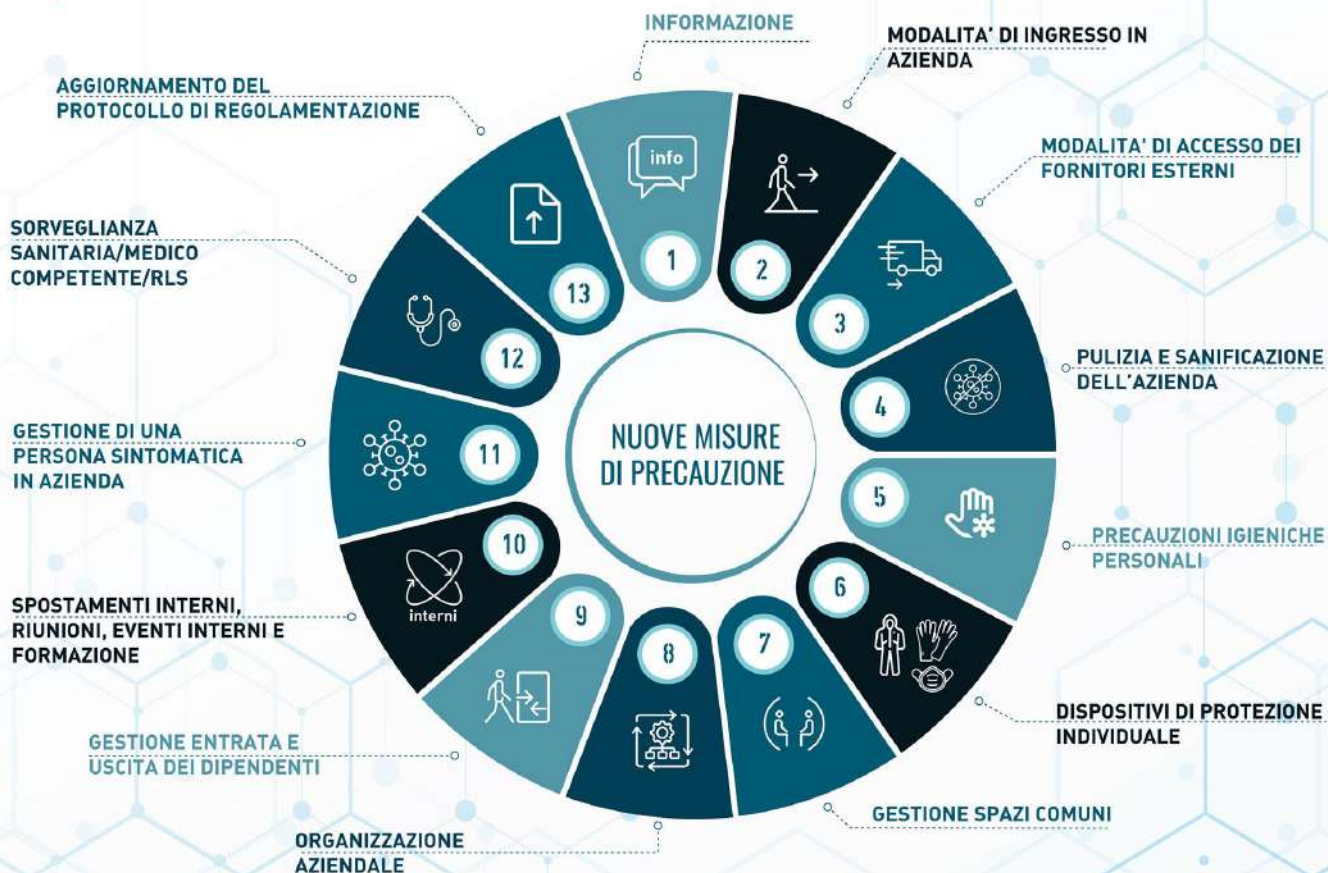 INFORMAZIONE
MODALITA' DI INGRESSO IN
AZIENDA
AGGIORNAMENTO DEL
PROTOCOLLO DI REGOLAMENTAZIONE
MODALITA' DI ACCESSO DEI
FORNITORI ESTERNI
SORVEGLIANZA
SANITARIA/MEDICO
COMPETENTE/RLS
PULIZIA E SANIFICAZIONE
DELL'AZIENDA
GESTIONE DI UNA
PERSONA SINTOMATICA
IN AZIENDA
PRECAUZIONI IGIENICHE
PERSONALI
SPOSTAMENTI INTERNI,
RIUNIONI, EVENTI INTERNI E
FORMAZIONE
DISPOSITIVI DI PROTEZIONE
INDIVIDUALE
GESTIONE ENTRATA E
USCITA DEI DIPENDENTI
GESTIONE SPAZI COMUNI
ORGANIZZAZIONE
AZIENDALE
NUOVE MISURE
DI PRECAUZIONE
info
1
2
3
4
5
6
7
8
9
10
interni
11
12
13